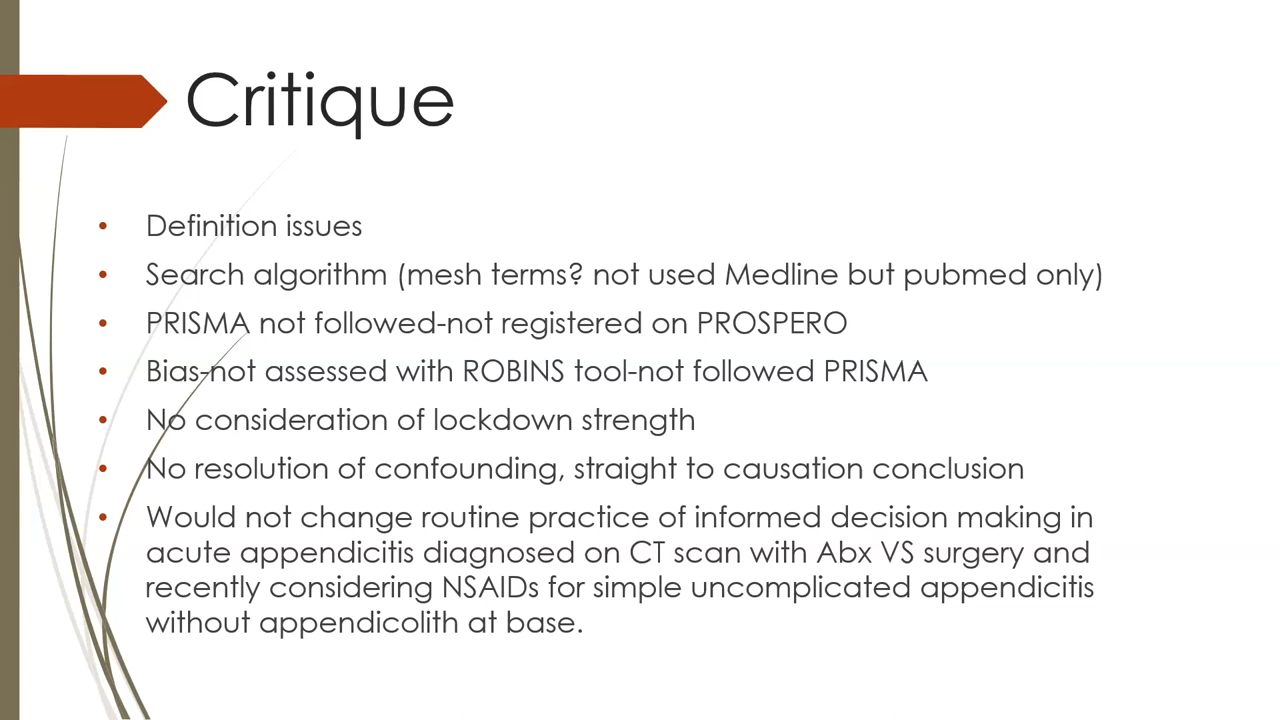 Critique
• Definition issues
• Search algorithm (mesh terms? not used Medline but pubmed only)
• PRISMA not followed-not registered on PROSPERO
• Bias-not assessed with ROBINS tool-not followed PRISMA
• No consideration of lockdown strength
• No resolution of confounding, straight to causation conclusion
• Would not change routine practice of informed decision making in
acute appendicitis diagnosed on CT scan with Abx VS surgery and
recently considering NSAIDs for simple uncomplicated appendicitis
without appendicolith at base.